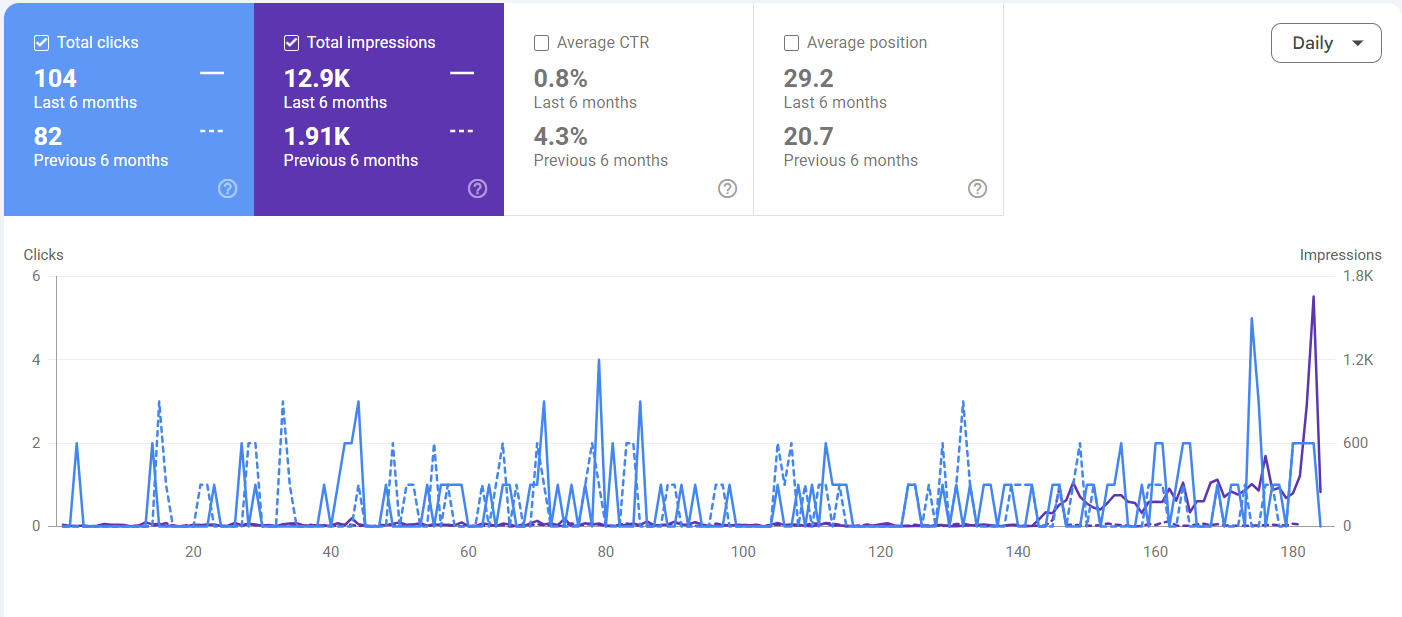 Total clicks
104
Last 6 months
82
Previous 6 months
Total impressions
12.9K
Last 6 months
1.91K
Previous 6 months
Average CTR
0.8%
Last 6 months
4.3%
Previous 6 months
Average position
29.2
Last 6 months
20.7
Previous 6 months
Daily
Clicks
Impressions
6
1.8K
4
1.2K
2
600
0
0
20 40 60 80 100 120 140 160 180